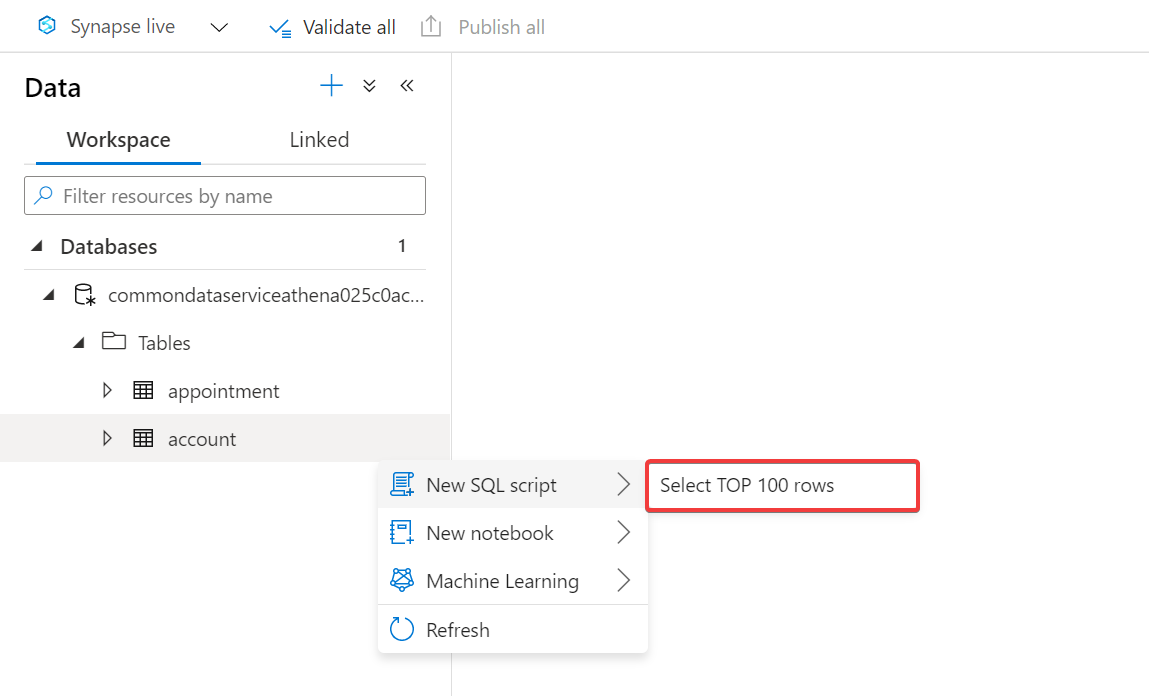 Synapse live
Validate all
Publish all
Data
Workspace
Linked
Filter resources by name
Databases 1
commondataserviceathena025c0ac...
Tables
appointment
account
New SQL script
Select TOP 100 rows
New notebook
Machine Learning
Refresh